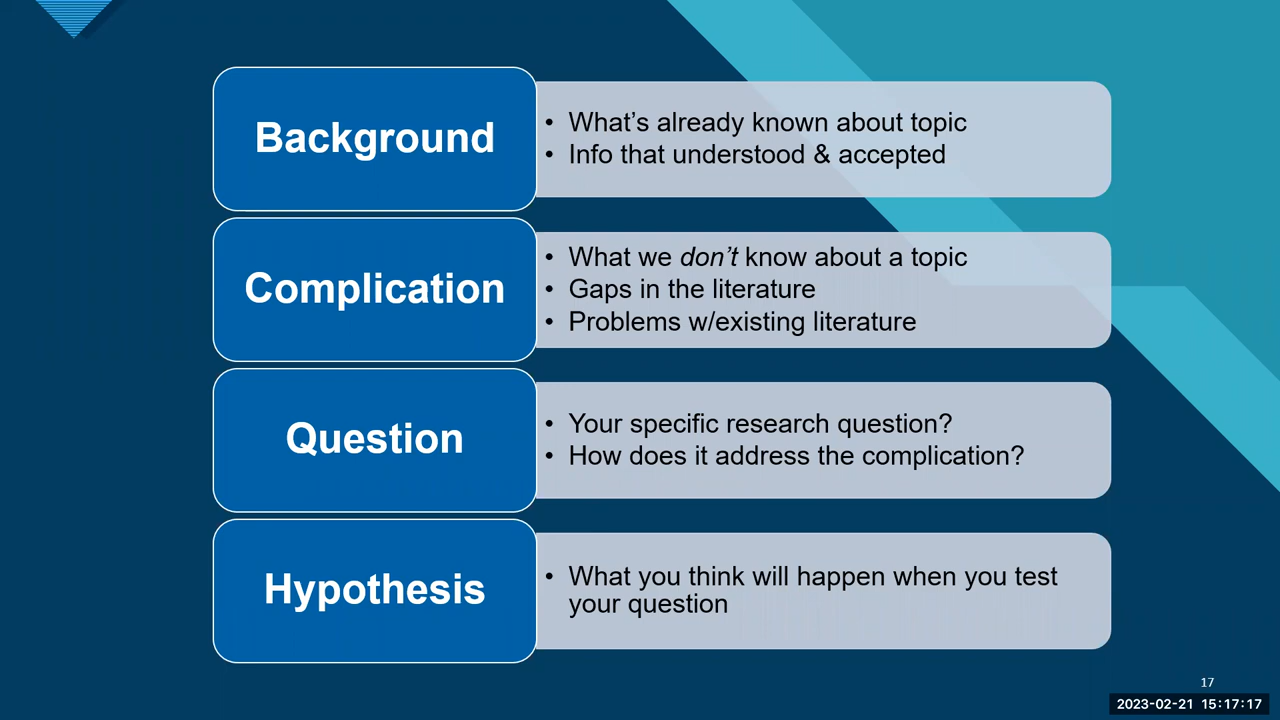 Background
• What’s already known about topic
• Info that understood & accepted
Complication
• What we don’t know about a topic
• Gaps in the literature
• Problems w/existing literature
Question
• Your specific research question?
• How does it address the complication?
Hypothesis
• What you think will happen when you test
your question
17
2023-02-21 15:17:17